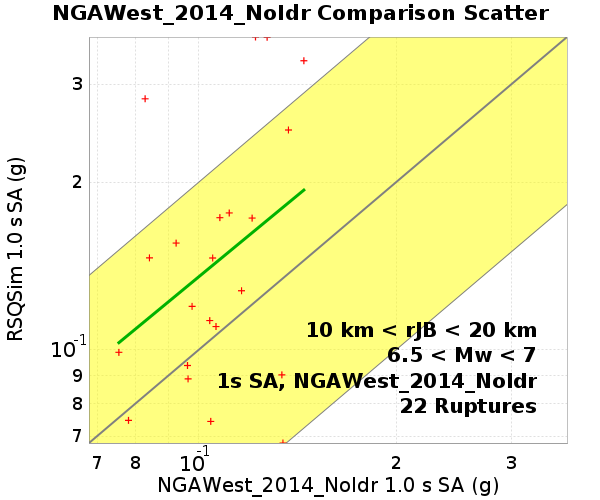 NGAWest_2014_NoIdr Comparison Scatter
RSQSim 1.0 s SA (g)
3
2
10⁻¹
9
8
7
10 km < rJB < 20 km
6.5 < Mw < 7
1s SA, NGAWest_2014_NoIdr
22 Ruptures
7 8 10⁻¹ 2 3
NGAWest_2014_NoIdr 1.0 s SA (g)